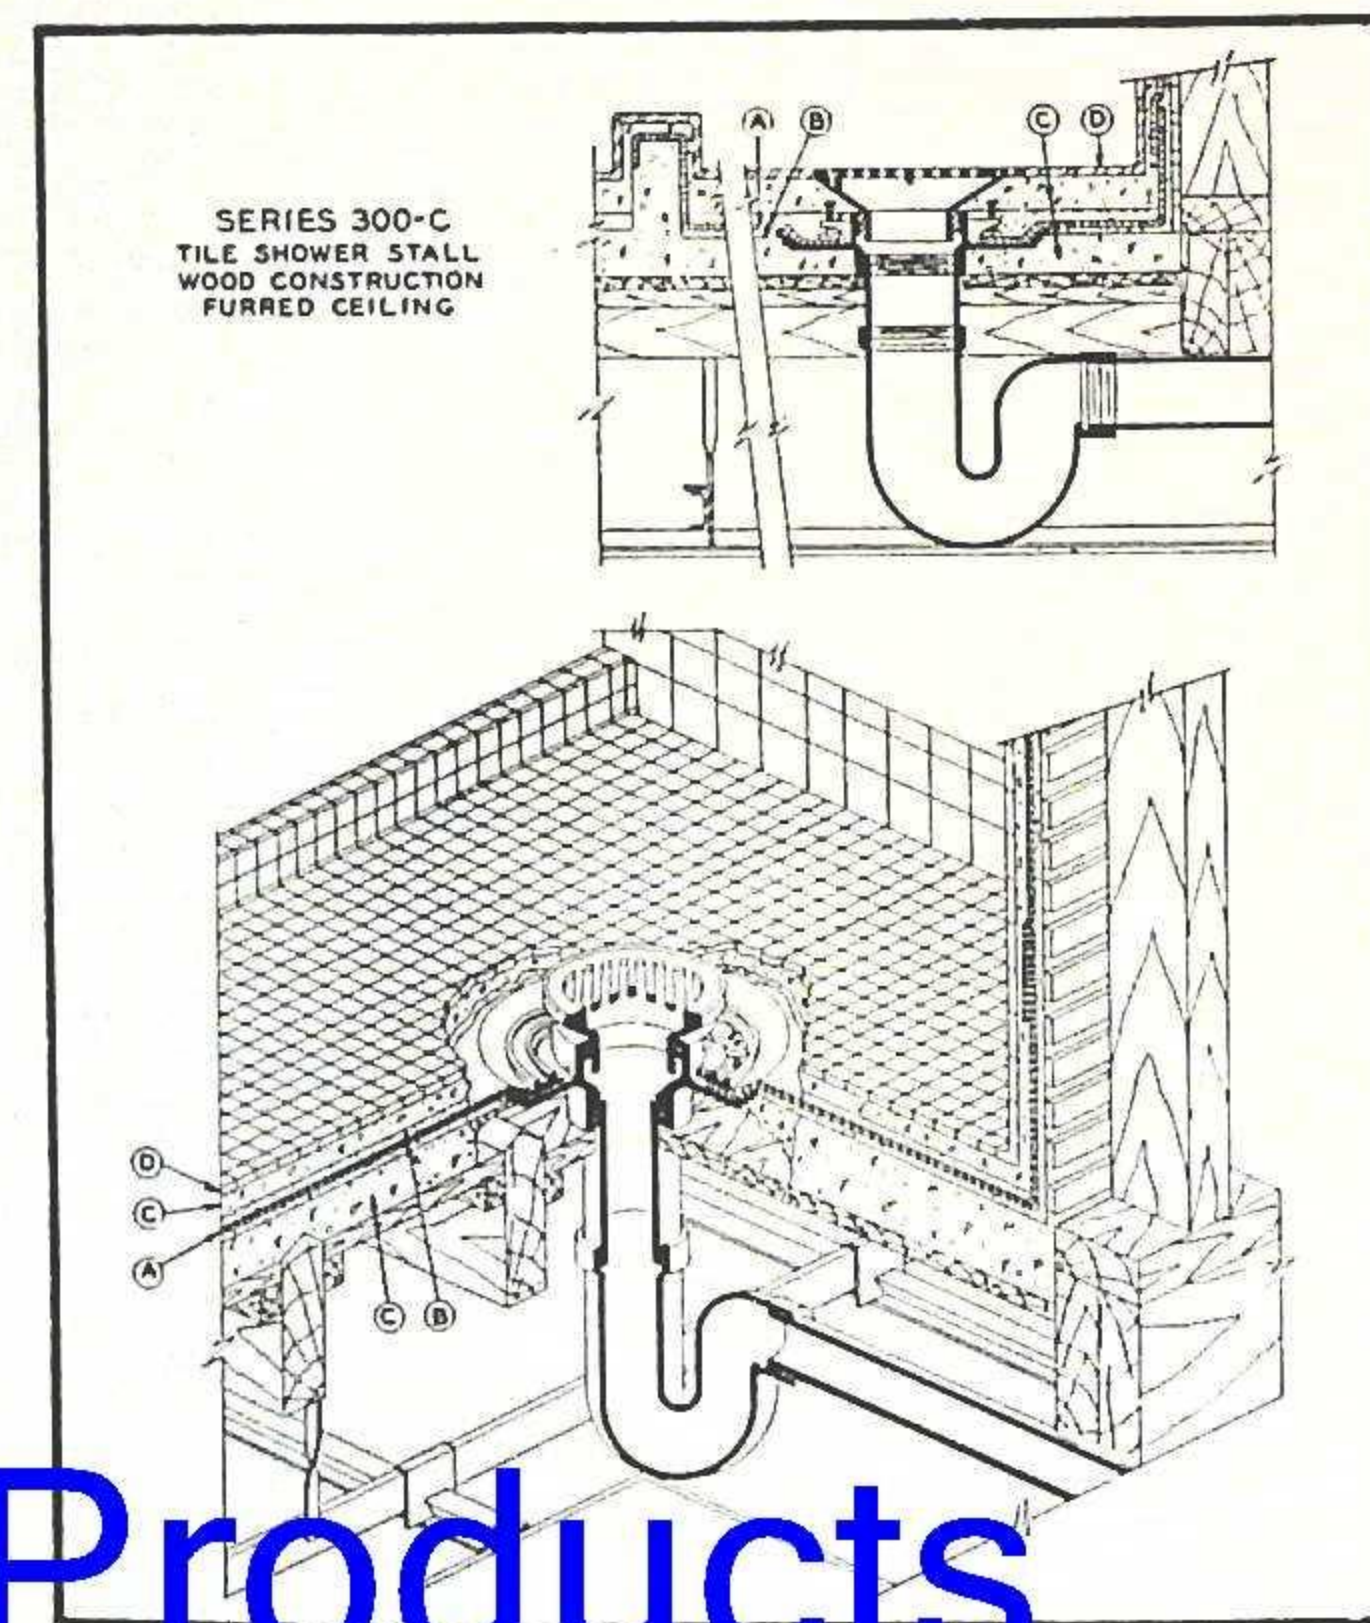 SERIES 300-C
TILE SHOWER STALL
WOOD CONSTRUCTION
FURRED CEILING
A B C D
D
C
A
C B
Products